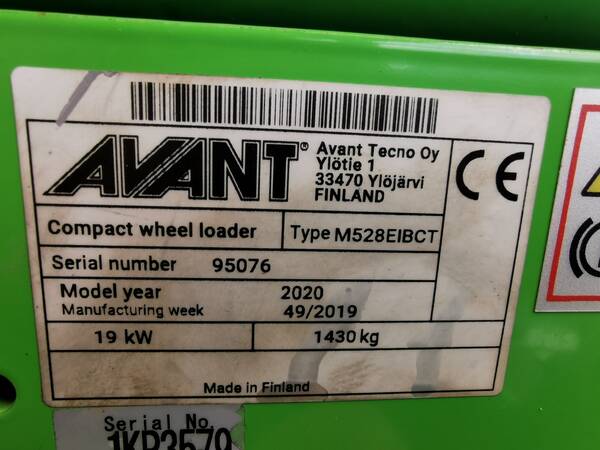 AVANT®
Avant Tecno Oy
Ylötie 1
33470 Ylöjärvi
FINLAND
CE
Compact wheel loader
Type M528EIBCT
Serial number 95076
Model year 2020
Manufacturing week 49/2019
19 kW
1430 kg
Made in Finland
Serial No.
1KP3570